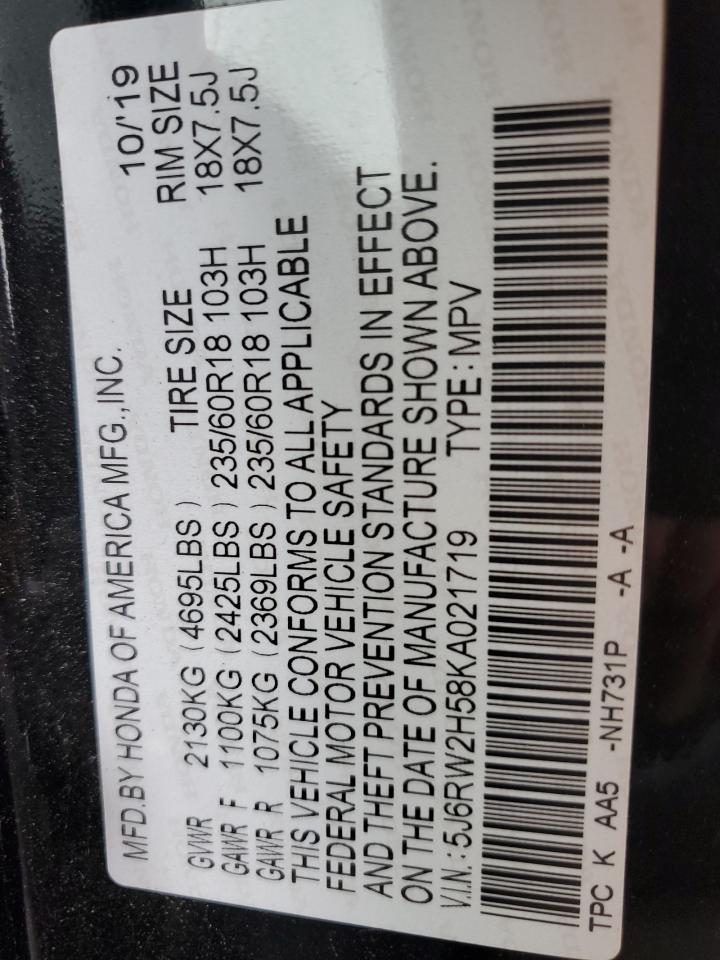 MFD.BY HONDA OF AMERICA MFG.,INC. 10/'19
GVWR 2130KG (4695LBS) TIRE SIZE RIM SIZE
GAWR F 1100KG (2425LBS) 235/60R18 103H 18X7.5J
GAWR R 1075KG (2369LBS) 235/60R18 103H 18X7.5J
THIS VEHICLE CONFORMS TO ALL APPLICABLE
FEDERAL MOTOR VEHICLE SAFETY
AND THEFT PREVENTION STANDARDS IN EFFECT
ON THE DATE OF MANUFACTURE SHOWN ABOVE.
V.I.N.: 5J6RW2H58KA021719 TYPE : MPV
TPC K AA5 -NH731P -A -A